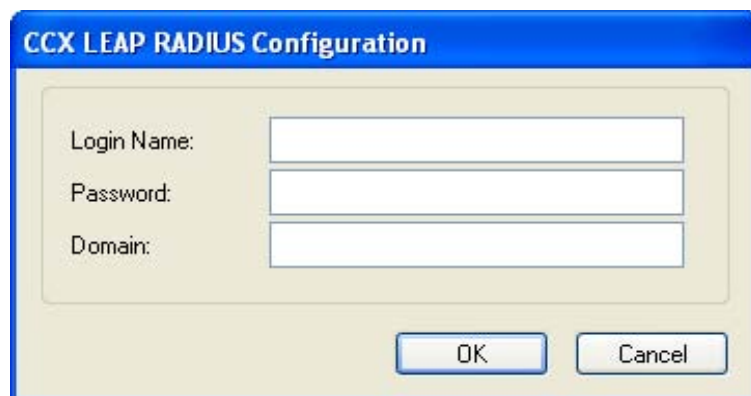 CCX LEAP RADIUS Configuration
Login Name:
Password:
Domain:
OK Cancel